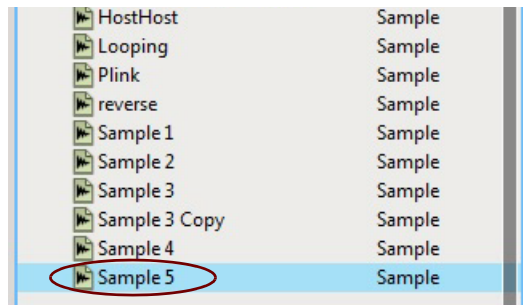 HostHost Sample
Looping Sample
Plink Sample
reverse Sample
Sample 1 Sample
Sample 2 Sample
Sample 3 Sample
Sample 3 Copy Sample
Sample 4 Sample
Sample 5 Sample